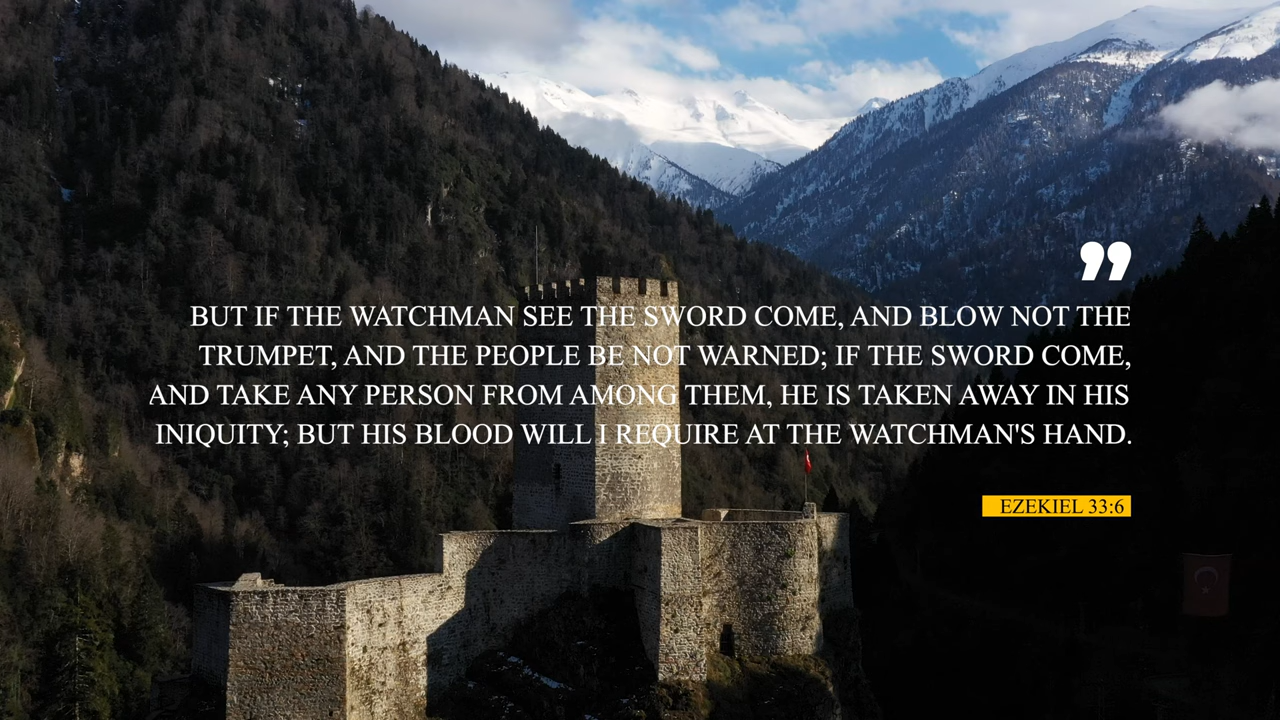 ”
BUT IF THE WATCHMAN SEE THE SWORD COME, AND BLOW NOT THE
TRUMPET, AND THE PEOPLE BE NOT WARNED; IF THE SWORD COME,
AND TAKE ANY PERSON FROM AMONG THEM, HE IS TAKEN AWAY IN HIS
INIQUITY; BUT HIS BLOOD WILL I REQUIRE AT THE WATCHMAN'S HAND.
EZEKIEL 33:6